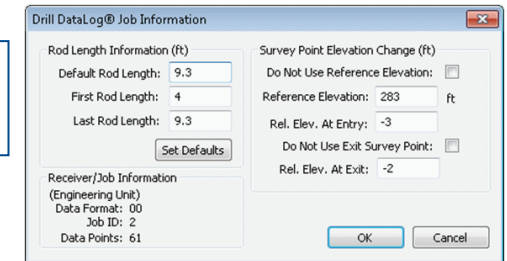 Drill DataLog® Job Information
Rod Length Information (ft)
Default Rod Length: 9.3
First Rod Length: 4
Last Rod Length: 9.3
Set Defaults
Receiver/Job Information
(Engineering Unit)
Data Format: 00
Job ID: 2
Data Points: 61
Survey Point Elevation Change (ft)
Do Not Use Reference Elevation:
Reference Elevation: 283 ft
Rel. Elev. At Entry: -3
Do Not Use Exit Survey Point:
Rel. Elev. At Exit: -2
OK Cancel